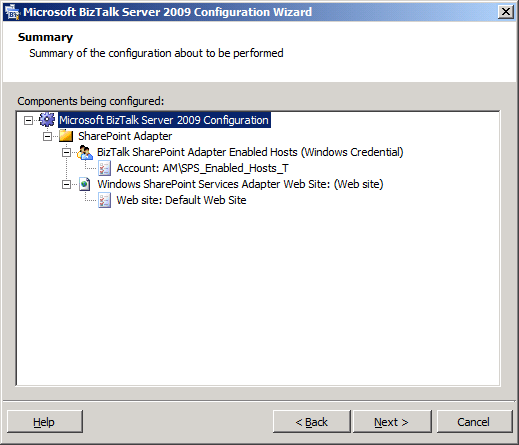 Microsoft BizTalk Server 2009 Configuration Wizard
Summary
Summary of the configuration about to be performed
Components being configured:
Microsoft BizTalk Server 2009 Configuration
SharePoint Adapter
BizTalk SharePoint Adapter Enabled Hosts (Windows Credential)
Account: AM\SPS_Enabled_Hosts_T
Windows SharePoint Services Adapter Web Site: (Web site)
Web site: Default Web Site
Help < Back Next > Cancel